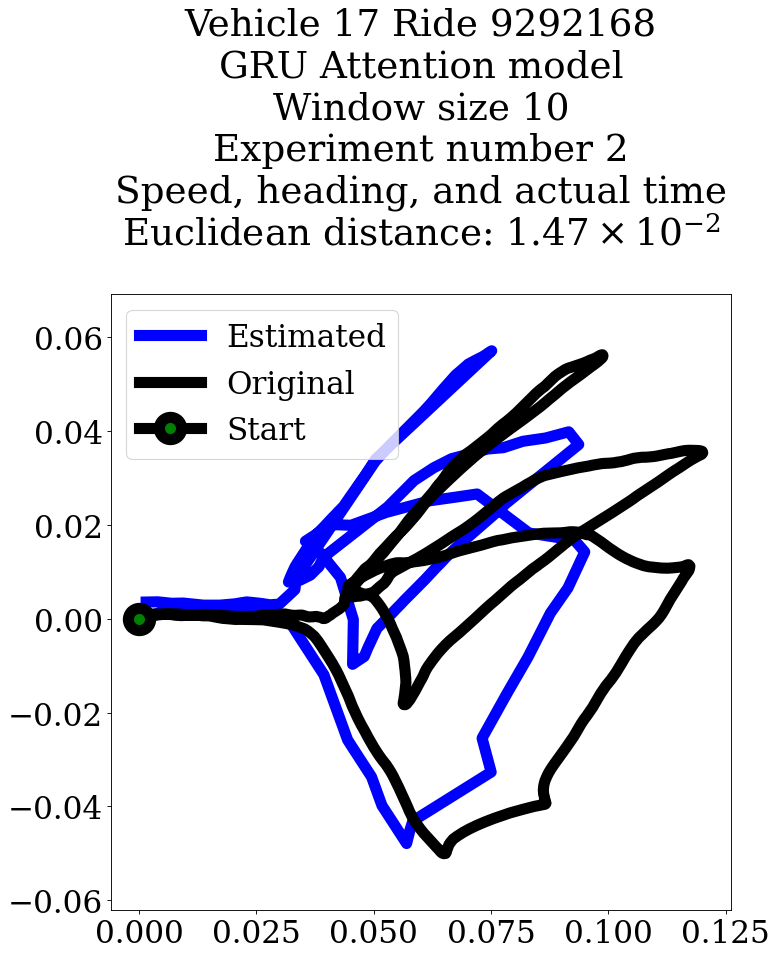 Vehicle 17 Ride 9292168
GRU Attention model
Window size 10
Experiment number 2
Speed, heading, and actual time
Euclidean distance: 1.47 × 10⁻²
Estimated
Original
Start
0.06
0.04
0.02
0.00
−0.02
−0.04
−0.06
0.000 0.025 0.050 0.075 0.100 0.125